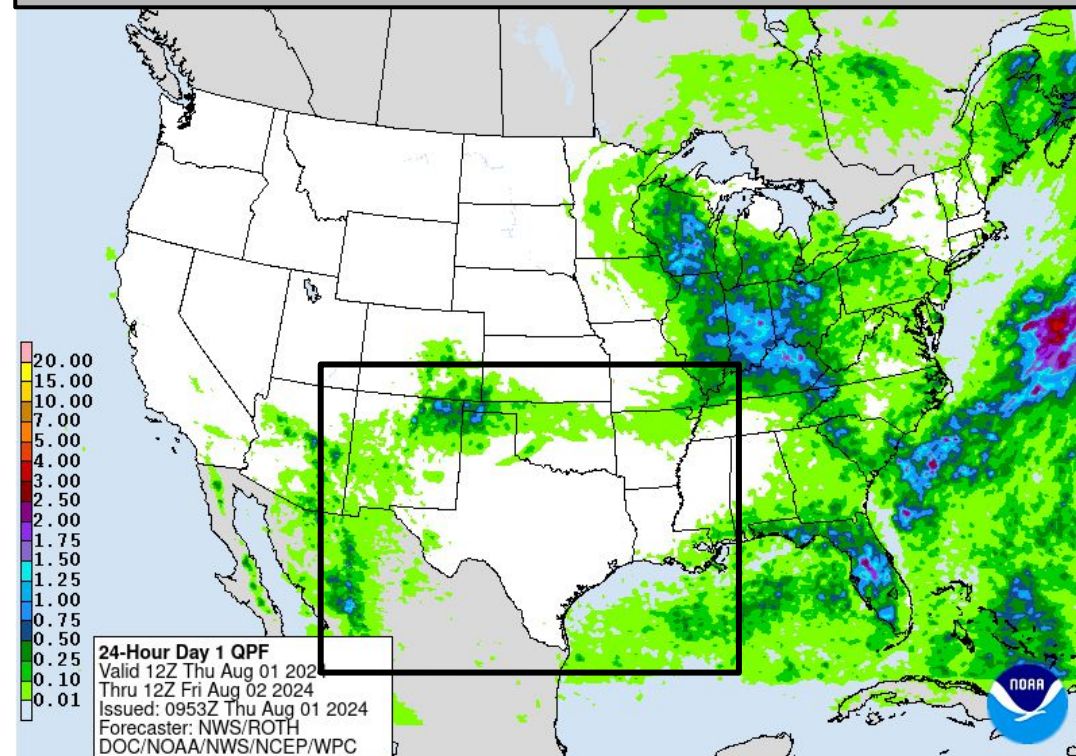 20.00
15.00
10.00
7.00
5.00
4.00
3.00
2.50
2.00
1.75
1.50
1.25
1.00
0.75
0.50
0.25
0.10
0.01
24-Hour Day 1 QPF
Valid 12Z Thu Aug 01 2024
Thru 12Z Fri Aug 02 2024
Issued: 0953Z Thu Aug 01 2024
Forecaster: NWS/ROTH
DOC/NOAA/NWS/NCEP/WPC
NOAA